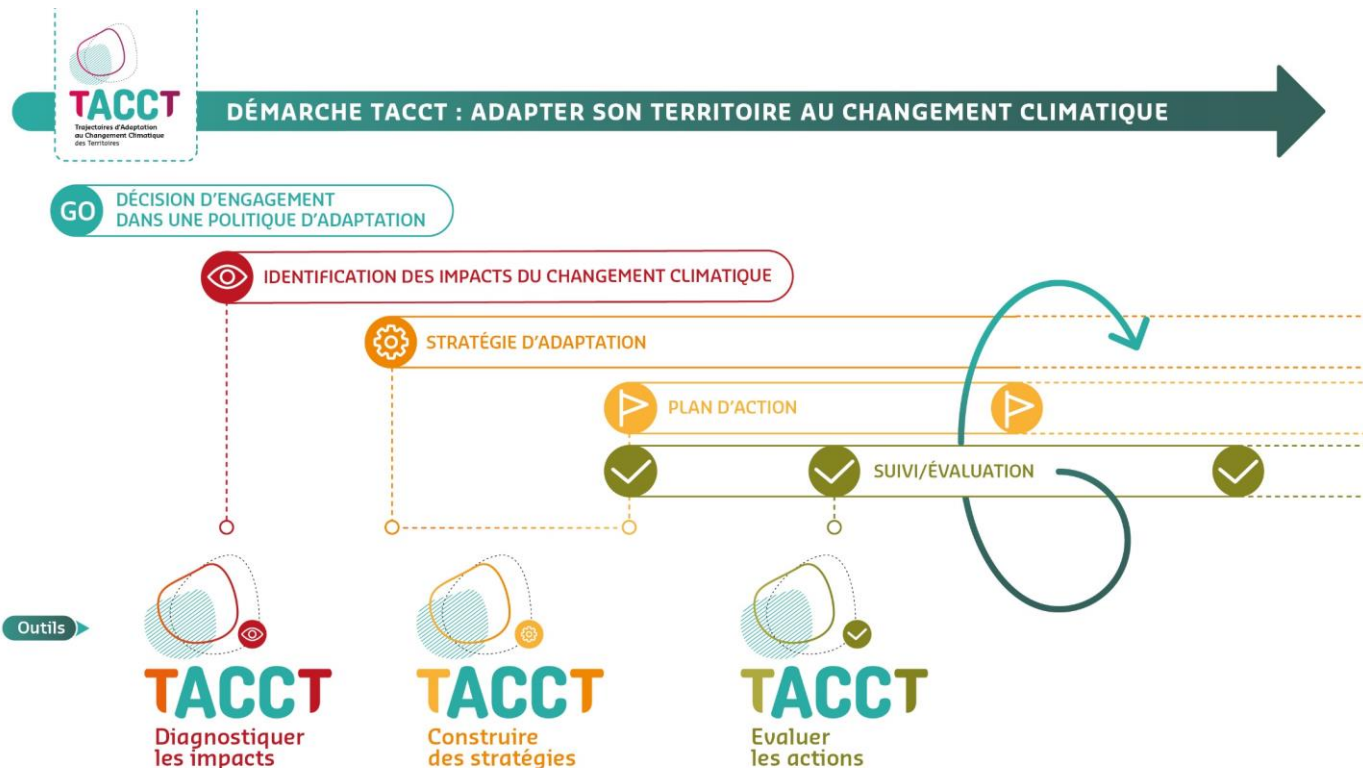 TACCT
Trajectoires d'Adaptation
au Changement Climatique
des Territoires
DÉMARCHE TACCT : ADAPTER SON TERRITOIRE AU CHANGEMENT CLIMATIQUE
GO
DÉCISION D'ENGAGEMENT
DANS UNE POLITIQUE D'ADAPTATION
IDENTIFICATION DES IMPACTS DU CHANGEMENT CLIMATIQUE
STRATÉGIE D'ADAPTATION
PLAN D'ACTION
SUIVI/ÉVALUATION
Outils
TACCT
Diagnostiquer
les impacts
TACCT
Construire
des stratégies
TACCT
Evaluer
les actions